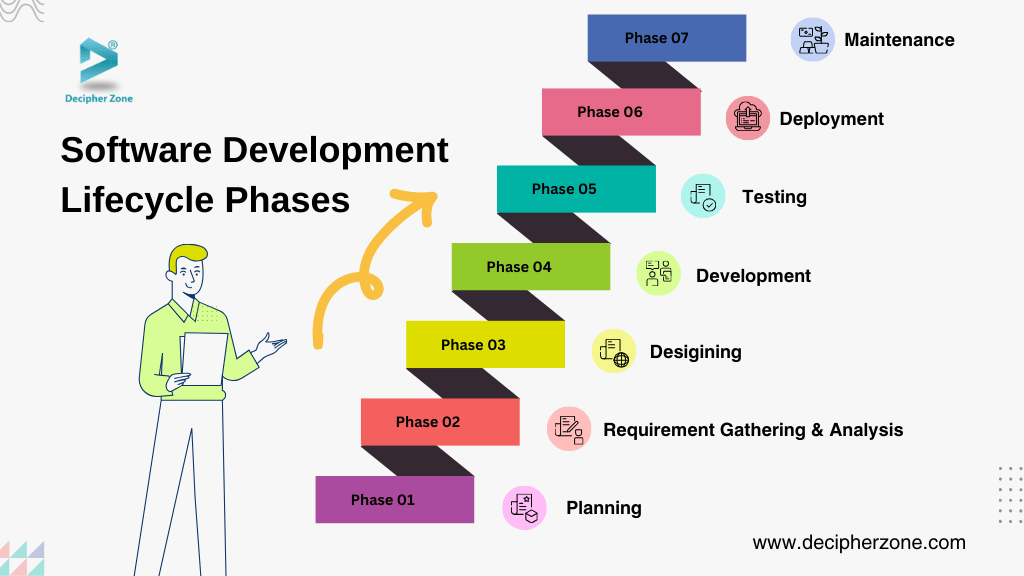 ®
Decipher Zone
Software Development
Lifecycle Phases
Phase 07
Maintenance
Phase 06
Deployment
Phase 05
Testing
Phase 04
Development
Phase 03
Desigining
Phase 02
Requirement Gathering & Analysis
Phase 01
Planning
www.decipherzone.com